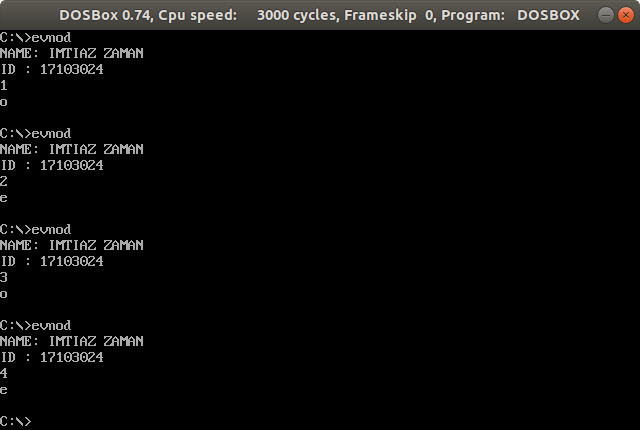 DOSBox 0.74, Cpu speed:     3000 cycles, Frameskip  0, Program:   DOSBOX
C:\>evnod
NAME: IMTIAZ ZAMAN
ID : 17103024
1
o
C:\>evnod
NAME: IMTIAZ ZAMAN
ID : 17103024
2
e
C:\>evnod
NAME: IMTIAZ ZAMAN
ID : 17103024
3
o
C:\>evnod
NAME: IMTIAZ ZAMAN
ID : 17103024
4
e
C:\>